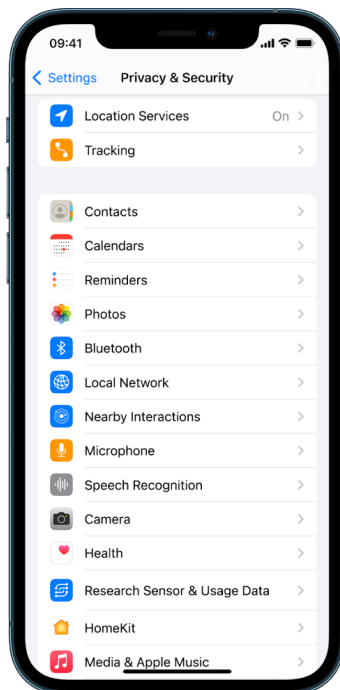 09:41
Settings Privacy & Security
Location Services On
Tracking
Contacts
Calendars
Reminders
Photos
Bluetooth
Local Network
Nearby Interactions
Microphone
Speech Recognition
Camera
Health
Research Sensor & Usage Data
HomeKit
Media & Apple Music